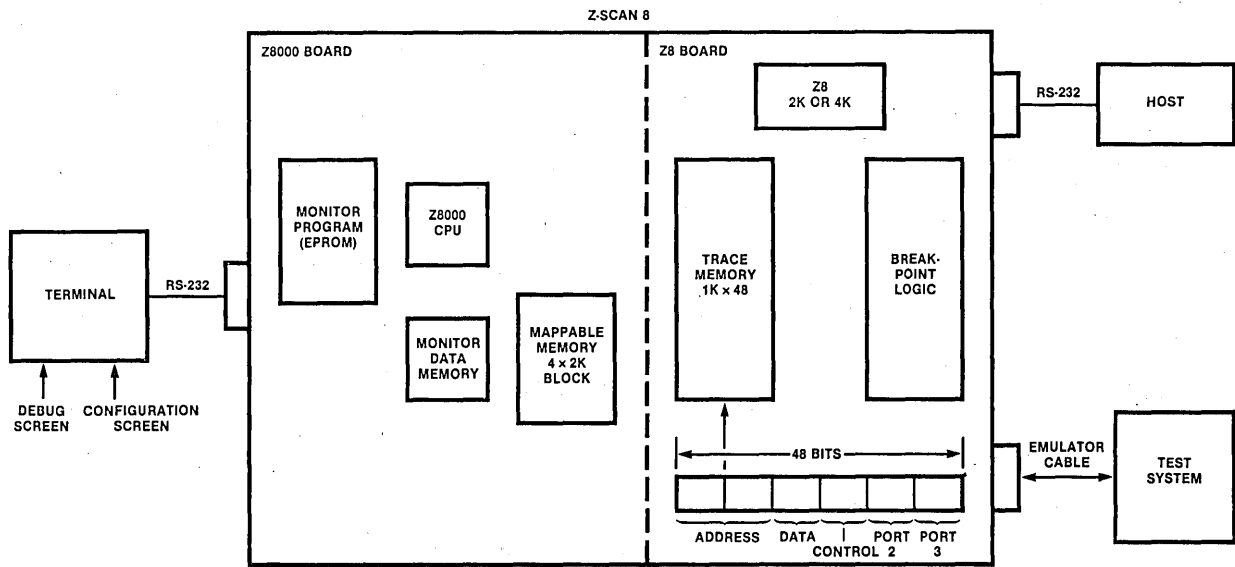 Z-SCAN 8
Z8000 BOARD
Z8 BOARD
Z8
2K OR 4K
RS-232
HOST
MONITOR
PROGRAM
(EPROM)
Z8000
CPU
TRACE
MEMORY
1K × 48
BREAK-
POINT
LOGIC
TERMINAL
RS-232
MONITOR
DATA
MEMORY
MAPPABLE
MEMORY
4 × 2K
BLOCK
DEBUG
SCREEN
CONFIGURATION
SCREEN
48 BITS
EMULATOR
CABLE
TEST
SYSTEM
ADDRESS
DATA
CONTROL
PORT
2
PORT
3